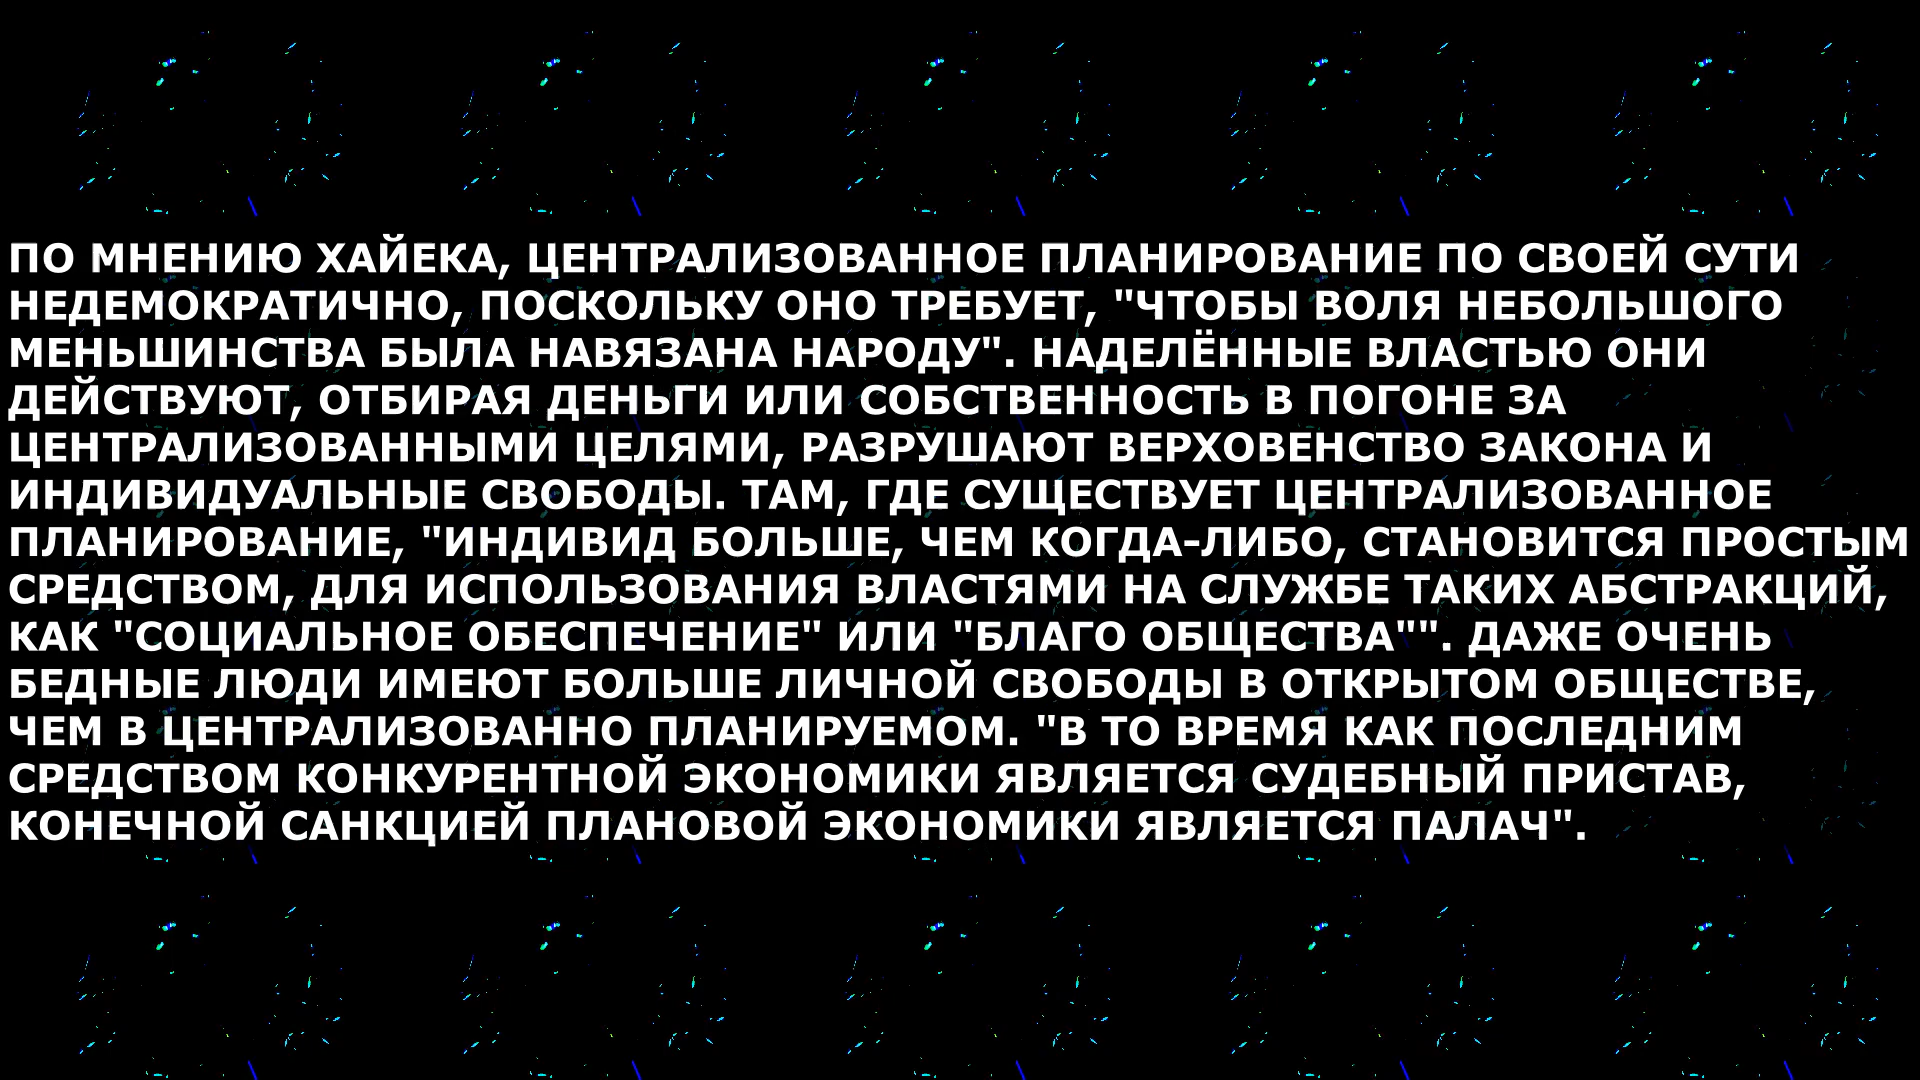 ПО МНЕНИЮ ХАЙЕКА, ЦЕНТРАЛИЗОВАННОЕ ПЛАНИРОВАНИЕ ПО СВОЕЙ СУТИ
НЕДЕМОКРАТИЧНО, ПОСКОЛЬКУ ОНО ТРЕБУЕТ, "ЧТОБЫ ВОЛЯ НЕБОЛЬШОГО
МЕНЬШИНСТВА БЫЛА НАВЯЗАНА НАРОДУ". НАДЕЛЁННЫЕ ВЛАСТЬЮ ОНИ
ДЕЙСТВУЮТ, ОТБИРАЯ ДЕНЬГИ ИЛИ СОБСТВЕННОСТЬ В ПОГОНЕ ЗА
ЦЕНТРАЛИЗОВАННЫМИ ЦЕЛЯМИ, РАЗРУШАЮТ ВЕРХОВЕНСТВО ЗАКОНА И
ИНДИВИДУАЛЬНЫЕ СВОБОДЫ. ТАМ, ГДЕ СУЩЕСТВУЕТ ЦЕНТРАЛИЗОВАННОЕ
ПЛАНИРОВАНИЕ, "ИНДИВИД БОЛЬШЕ, ЧЕМ КОГДА-ЛИБО, СТАНОВИТСЯ ПРОСТЫМ
СРЕДСТВОМ, ДЛЯ ИСПОЛЬЗОВАНИЯ ВЛАСТЯМИ НА СЛУЖБЕ ТАКИХ АБСТРАКЦИЙ,
КАК "СОЦИАЛЬНОЕ ОБЕСПЕЧЕНИЕ" ИЛИ "БЛАГО ОБЩЕСТВА"". ДАЖЕ ОЧЕНЬ
БЕДНЫЕ ЛЮДИ ИМЕЮТ БОЛЬШЕ ЛИЧНОЙ СВОБОДЫ В ОТКРЫТОМ ОБЩЕСТВЕ,
ЧЕМ В ЦЕНТРАЛИЗОВАННО ПЛАНИРУЕМОМ. "В ТО ВРЕМЯ КАК ПОСЛЕДНИМ
СРЕДСТВОМ КОНКУРЕНТНОЙ ЭКОНОМИКИ ЯВЛЯЕТСЯ СУДЕБНЫЙ ПРИСТАВ,
КОНЕЧНОЙ САНКЦИЕЙ ПЛАНОВОЙ ЭКОНОМИКИ ЯВЛЯЕТСЯ ПАЛАЧ".